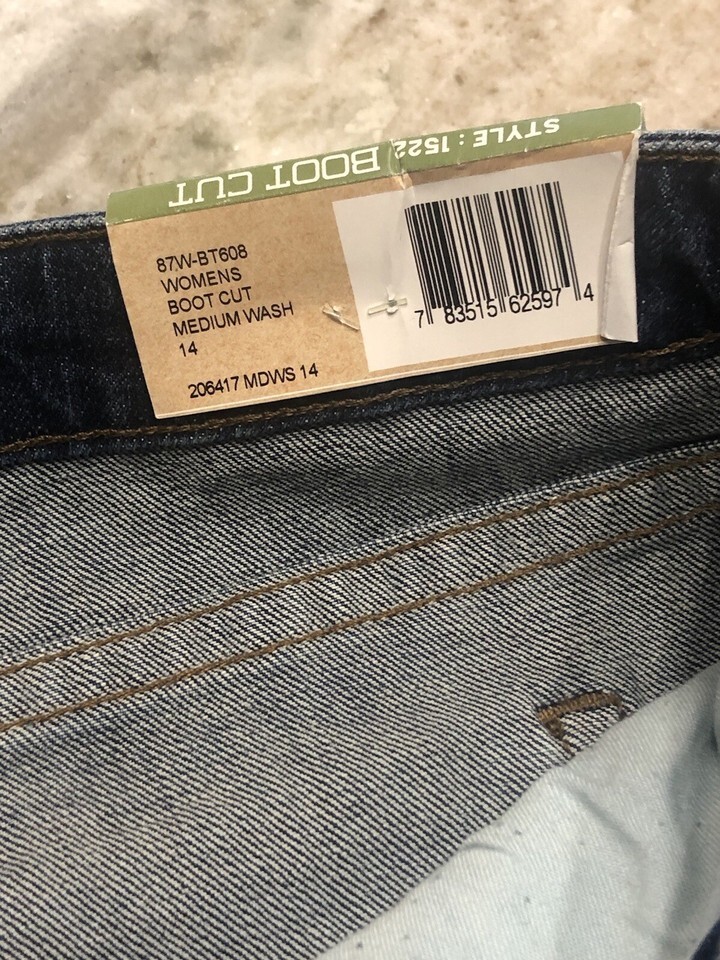 STYLE : 1522 BOOT CUT
87W-BT608
WOMENS
BOOT CUT
MEDIUM WASH
14
206417 MDWS 14
7 83515 62597 4